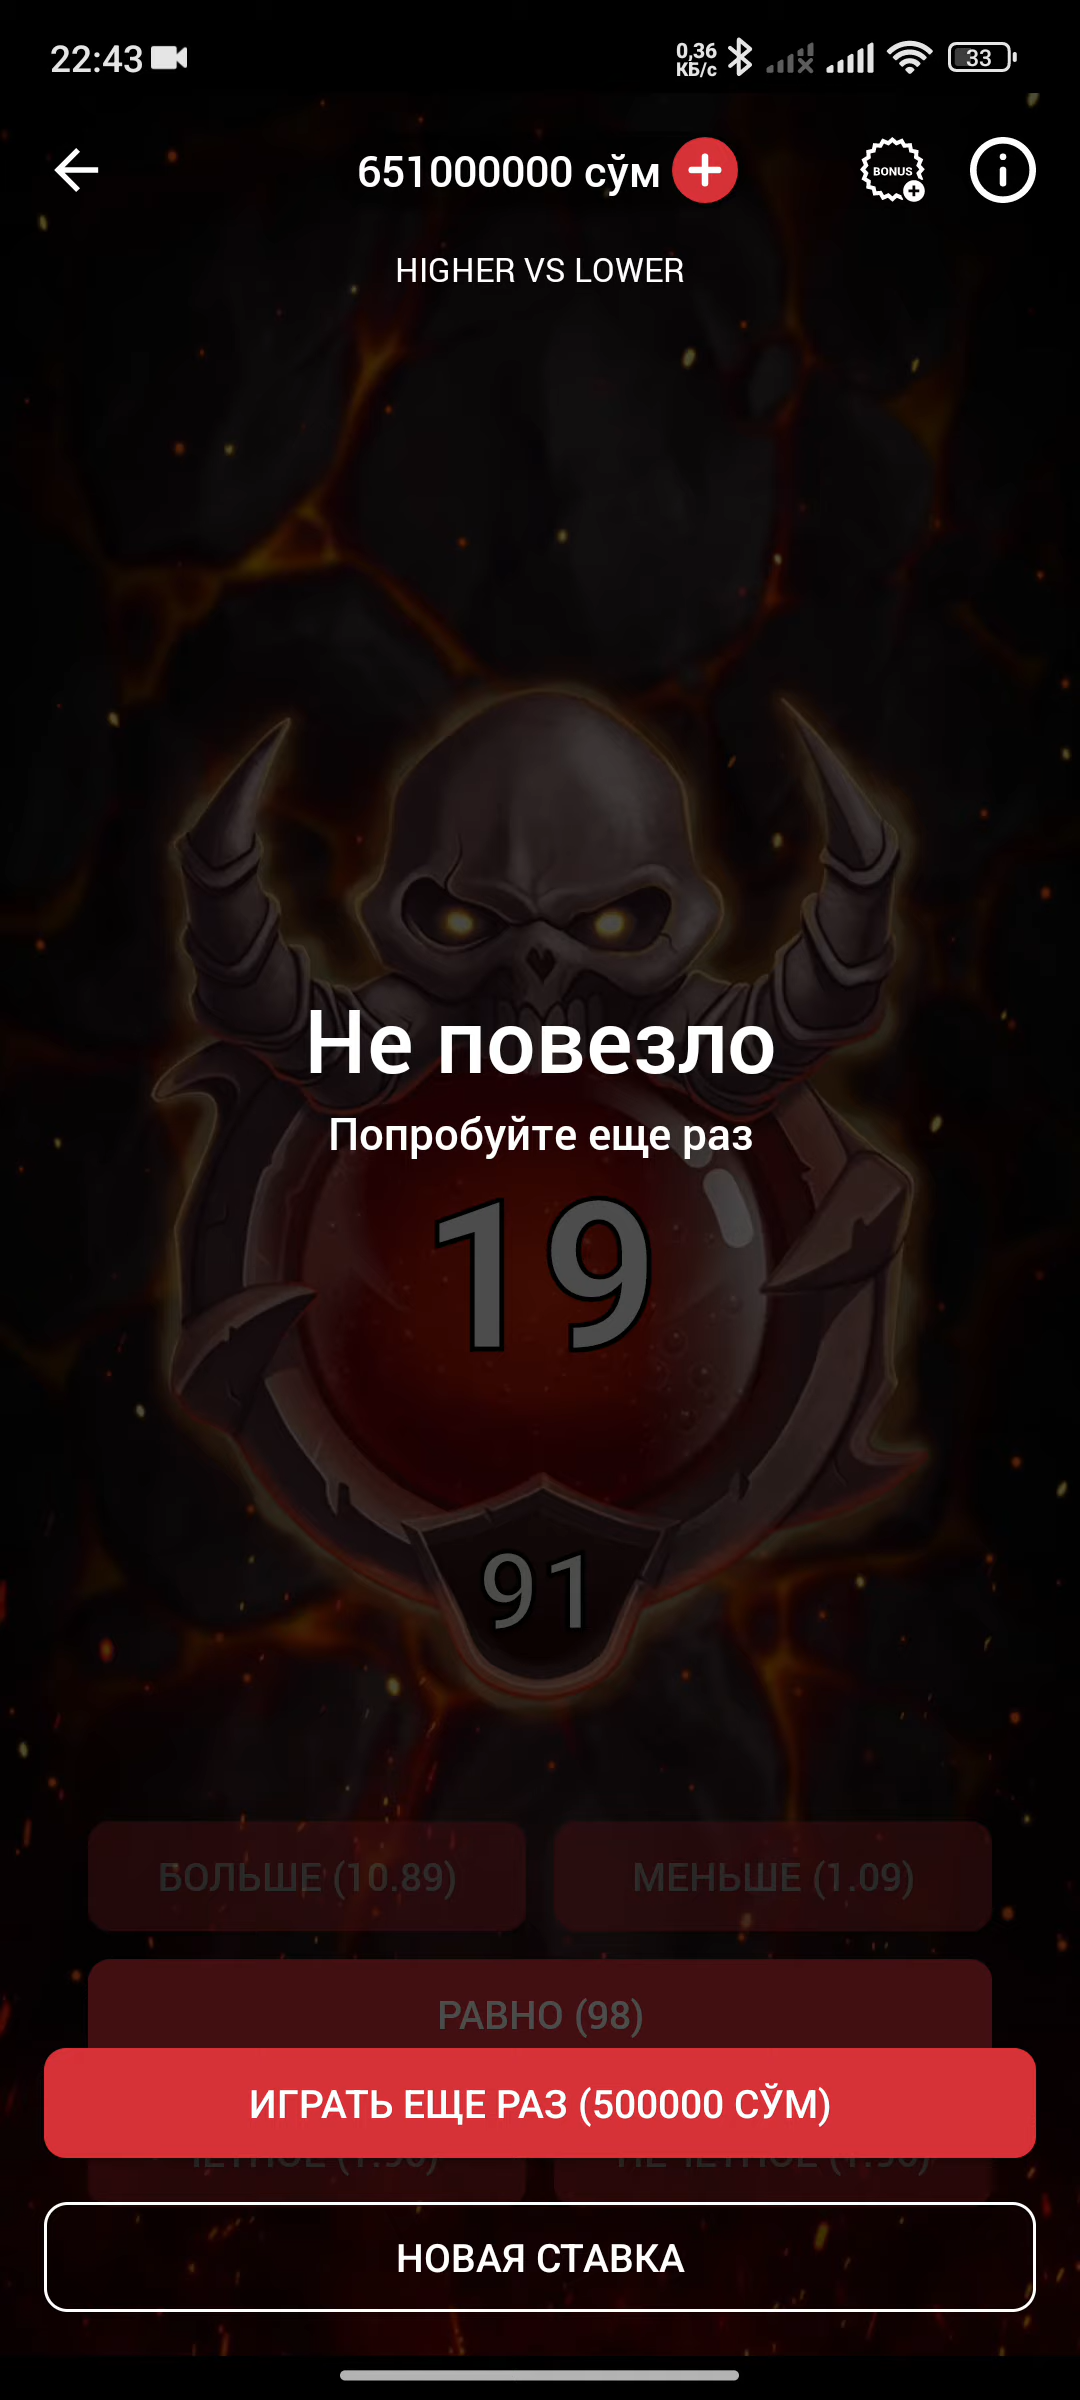 22:43
0,36
КБ/с
33
651000000 сўм
BONUS
HIGHER VS LOWER
Не повезло
Попробуйте еще раз
19
91
БОЛЬШЕ (10.89)
МЕНЬШЕ (1.09)
РАВНО (98)
ИГРАТЬ ЕЩЕ РАЗ (500000 СЎМ)
НОВАЯ СТАВКА